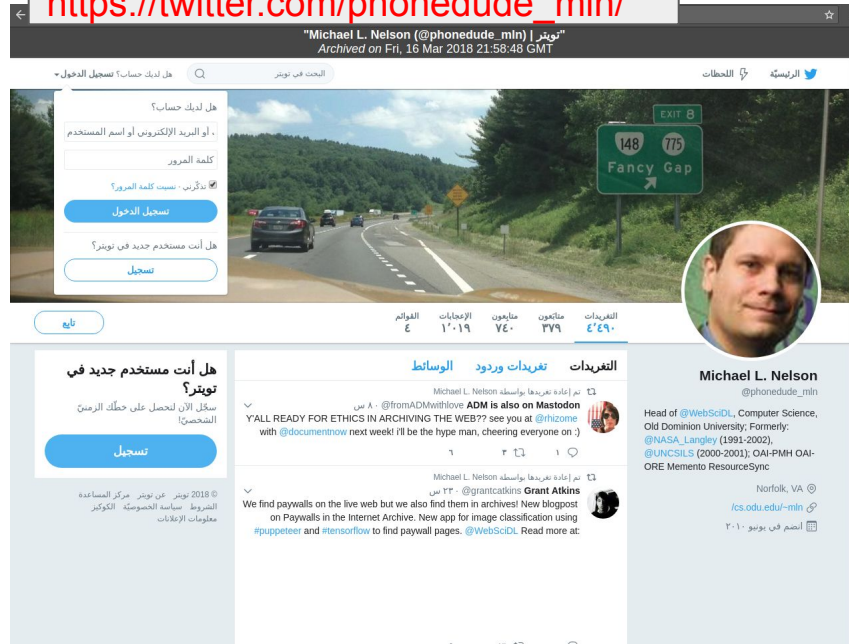 https://twitter.com/phonedude_mln/
"Michael L. Nelson (@phonedude_mln) | تويتر"
Archived on Fri, 16 Mar 2018 21:58:48 GMT
الرئيسيّة
اللحظات
البحث في تويتر
هل لديك حساب؟ تسجيل الدخول
هل لديك حساب؟
، أو البريد الإلكتروني أو اسم المستخدم
كلمة المرور
تذكّرني · نسيت كلمة المرور؟
تسجيل الدخول
هل أنت مستخدم جديد في تويتر؟
تسجيل
EXIT 8
148 775
Fancy Gap
التغريدات ٤٬٤٩٠
متابَعون ٣٧٩
متابِعون ٧٤٠
الإعجابات ١٬٠١٩
القوائم ٤
تابع
Michael L. Nelson
@phonedude_mln
Head of @WebSciDL, Computer Science,
Old Dominion University; Formerly:
@NASA_Langley (1991-2002),
@UNCSILS (2000-2001); OAI-PMH OAI-
ORE Memento ResourceSync
Norfolk, VA
cs.odu.edu/~mln/
انضم في يونيو ٢٠١٠
التغريدات تغريدات وردود الوسائط
تم إعادة تغريدها بواسطة Michael L. Nelson
ADM is also on Mastodon @fromADMwithlove · ٨ س
Y'ALL READY FOR ETHICS IN ARCHIVING THE WEB?? see you at @rhizome
with @documentnow next week! i'll be the hype man, cheering everyone on :)
١ ٣ ٦
تم إعادة تغريدها بواسطة Michael L. Nelson
Grant Atkins @grantcatkins · ٢٣ س
We find paywalls on the live web but we also find them in archives! New blogpost
on Paywalls in the Internet Archive. New app for image classification using
#puppeteer and #tensorflow to find paywall pages. @WebSciDL Read more at:
هل أنت مستخدم جديد في
تويتر؟
سجّل الآن لتحصل على خطّك الزمنيّ
الشخصيّ!
تسجيل
© 2018 تويتر عن تويتر مركز المساعدة
الشروط سياسة الخصوصيّة الكوكيز
معلومات الإعلانات